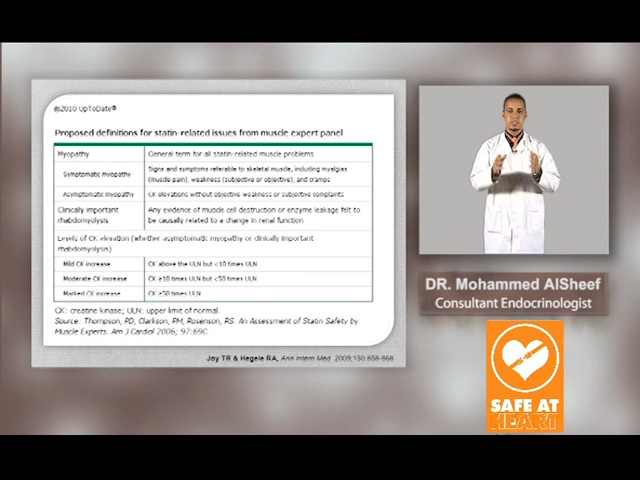 ©2010 UpToDate®
Proposed definitions for statin-related issues from muscle expert panel
Myopathy General term for all statin-related muscle problems
Symptomatic myopathy Signs and symptoms referable to skeletal muscle, including myalgias
(muscle pain), weakness (subjective or objective), and cramps
Asymptomatic myopathy CK elevations without objective weakness or subjective complaints
Clinically important Any evidence of muscle cell destruction or enzyme leakage felt to
rhabdomyolysis be causally related to a change in renal function
Levels of CK elevation (whether asymptomatic myopathy or clinically important
rhabdomyolysis)
Mild CK increase CK above the ULN but <10 times ULN
Moderate CK increase CK ≥10 times ULN but <50 times ULN
Marked CK increase CK ≥50 times ULN
CK: creatine kinase; ULN: upper limit of normal.
Source: Thompson, PD, Clarkson, PM, Rosenson, RS. An Assessment of Statin Safety by
Muscle Experts. Am J Cardiol 2006; 97:69C.
Joy TR & Hegele RA, Ann Intern Med 2009;150:858-868
DR. Mohammed AlSheef
Consultant Endocrinologist
SAFE AT
HEART